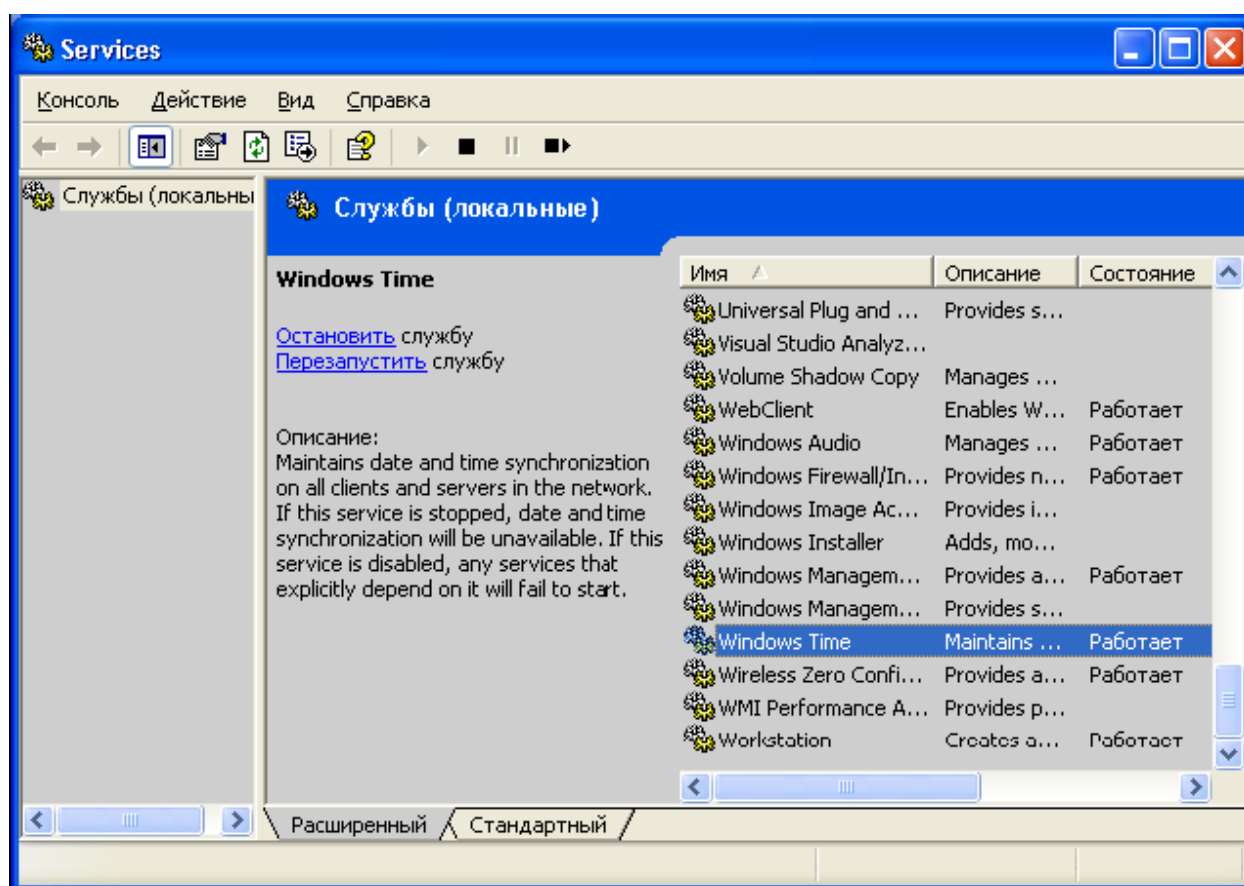 Services
Консоль Действие Вид Справка
Службы (локальны
Службы (локальные)
Windows Time
Остановить службу
Перезапустить службу
Описание:
Maintains date and time synchronization
on all clients and servers in the network.
If this service is stopped, date and time
synchronization will be unavailable. If this
service is disabled, any services that
explicitly depend on it will fail to start.
Имя Описание Состояние
Universal Plug and ... Provides s...
Visual Studio Analyz...
Volume Shadow Copy Manages ...
WebClient Enables W... Работает
Windows Audio Manages ... Работает
Windows Firewall/In... Provides n... Работает
Windows Image Ac... Provides i...
Windows Installer Adds, mo...
Windows Managem... Provides a... Работает
Windows Managem... Provides s...
Windows Time Maintains ... Работает
Wireless Zero Confi... Provides a... Работает
WMI Performance A... Provides p...
Workstation Creates a... Работает
Расширенный Стандартный